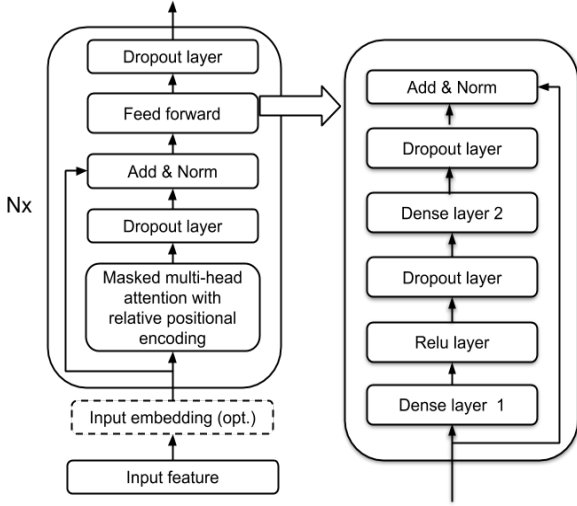 Dropout layer
Feed forward
Add & Norm
Nx
Dropout layer
Masked multi-head
attention with
relative positional
encoding
Input embedding (opt.)
Input feature
Add & Norm
Dropout layer
Dense layer 2
Dropout layer
Relu layer
Dense layer 1